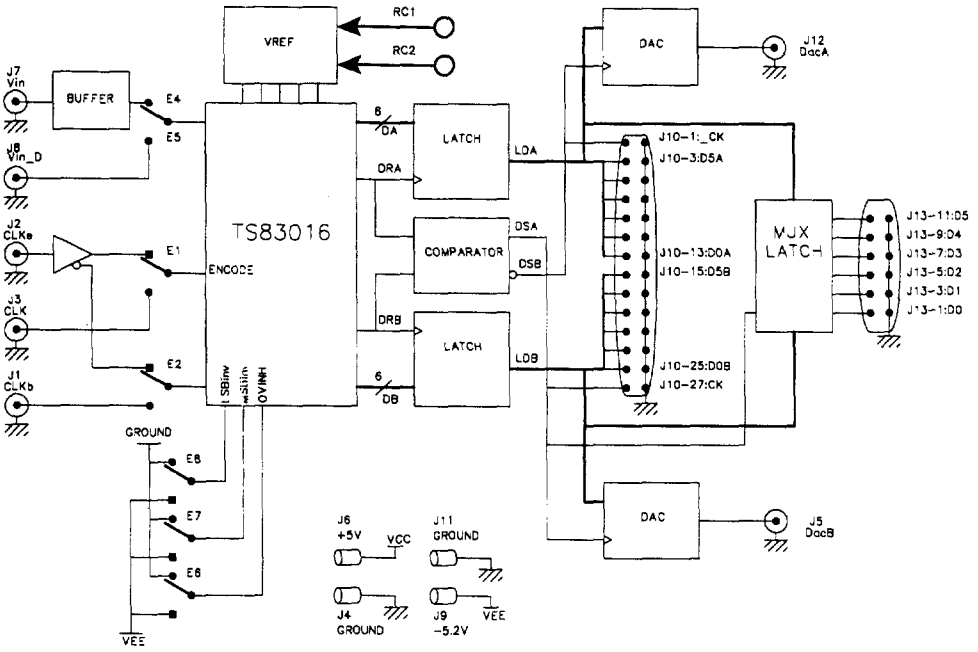 RC1
RC2
VREF
DAC
J12
DacA
J7
Vin
BUFFER
E4
E5
J8
Vin_D
6
DA
LATCH
LDA
DRA
J10-1:_CK
J10-3:D5A
TS83016
J2
CLKa
E1
ENCODE
COMPARATOR
DSA
DSB
J10-13:D0A
J10-15:D5B
MUX
LATCH
J13-11:D5
J13-9:D4
J13-7:D3
J13-5:D2
J13-3:D1
J13-1:D0
J3
CLK
DRB
LATCH
LDB
E2
J1
CLKb
LSBinv
MSBinv
OVINH
6
DB
J10-25:D0B
J10-27:CK
GROUND
E8
E7
E6
VEE
J6
+5V
VCC
J11
GROUND
J4
GROUND
J9
-5.2V
VEE
DAC
J5
DacB